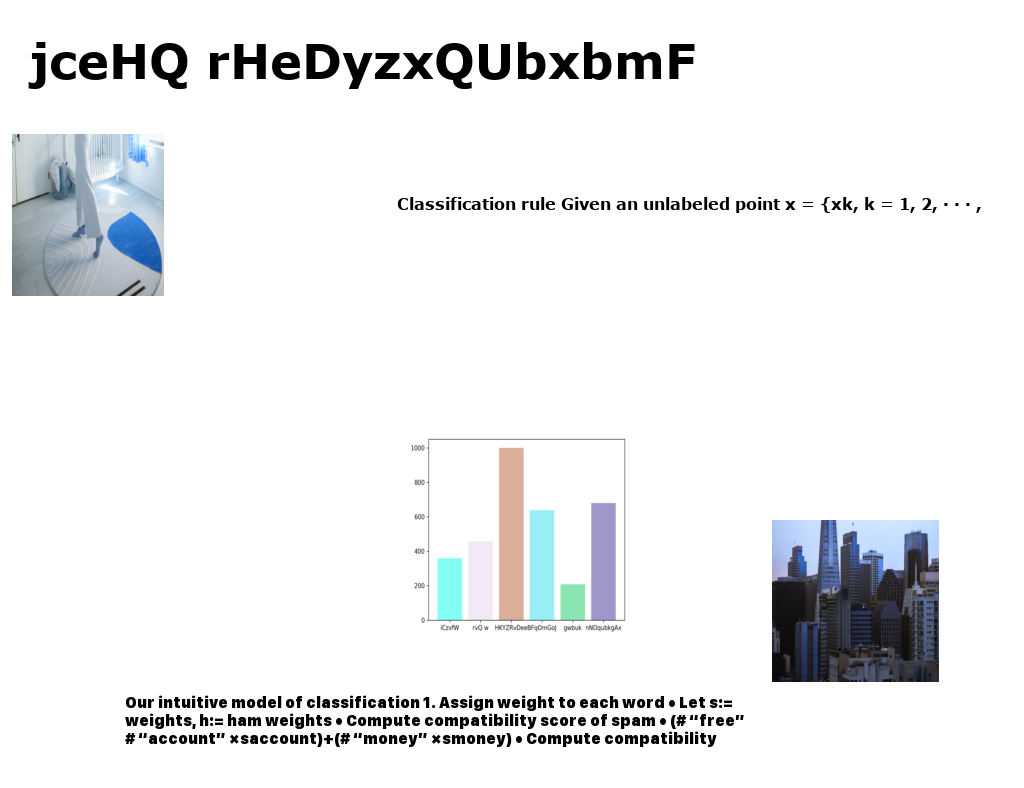 jceHQ rHeDyzxQUbxbmF
Classification rule Given an unlabeled point x = {xk, k = 1, 2, · · · ,
1000
800
600
400
200
0
iCzvfW rvQ w HKYZRvDeeBFqOmGoJ gwbuk nNOqubkgAx
Our intuitive model of classification 1. Assign weight to each word • Let s:=
weights, h:= ham weights • Compute compatibility score of spam • (# “free”
# “account” ×saccount)+(# “money” ×smoney) • Compute compatibility